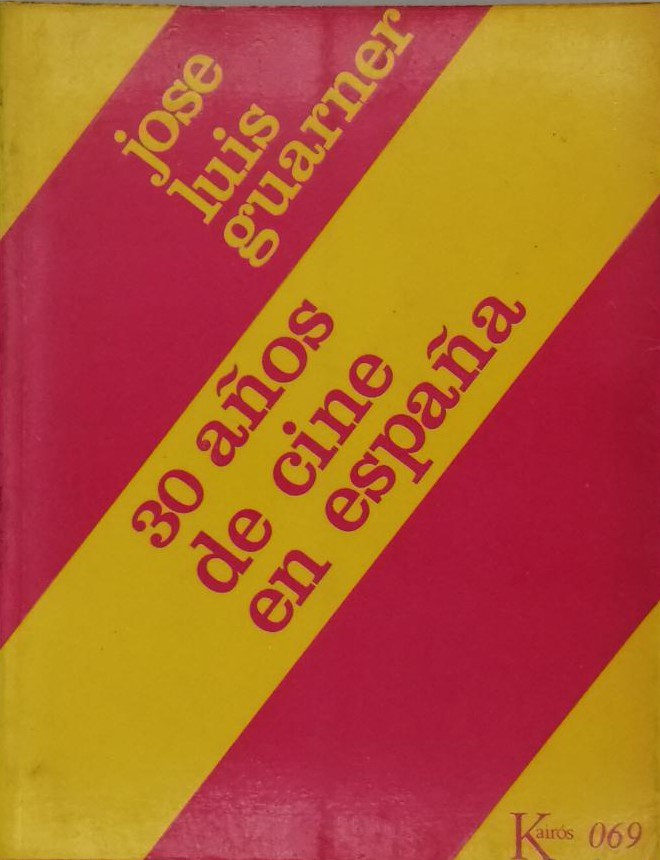 jose
luis
guarner
30 años
de cine
en españa
Kairós 069